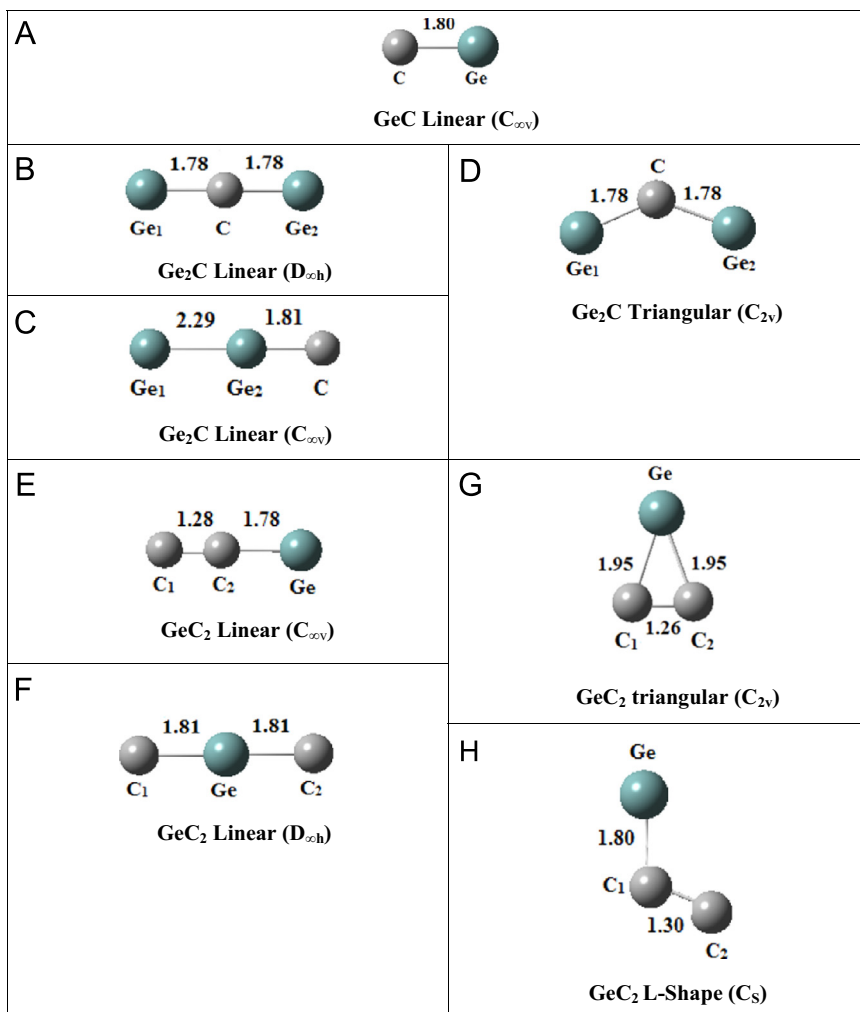 A
1.80
C Ge
GeC Linear (C∞v)
B
1.78 1.78
Ge1 C Ge2
Ge2C Linear (D∞h)
C
2.29 1.81
Ge1 Ge2 C
Ge2C Linear (C∞v)
D
C
1.78 1.78
Ge1 Ge2
Ge2C Triangular (C2v)
E
1.28 1.78
C1 C2 Ge
GeC2 Linear (C∞v)
F
1.81 1.81
C1 Ge C2
GeC2 Linear (D∞h)
G
Ge
1.95 1.95
C1 1.26 C2
GeC2 triangular (C2v)
H
Ge
1.80
C1
1.30
C2
GeC2 L-Shape (CS)